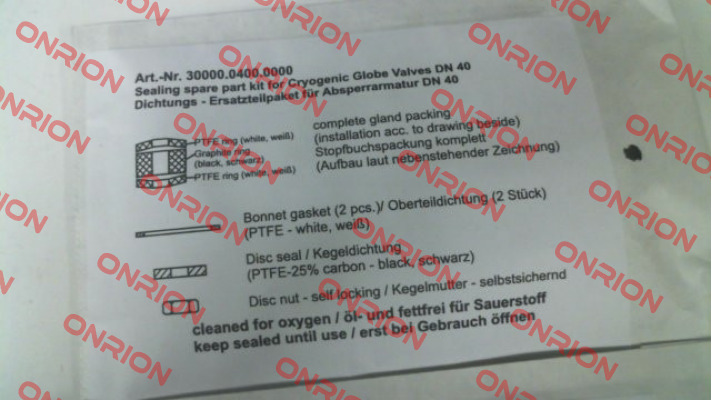 Art.-Nr. 30000.0400.0000
Sealing spare part kit for Cryogenic Globe Valves DN 40
Dichtungs - Ersatzteilpaket für Absperrarmatur DN 40
PTFE ring (white, weiß)
Graphite ring
(black, schwarz)
PTFE ring (white, weiß)
complete gland packing
(installation acc. to drawing beside)
Stopfbuchspackung komplett
(Aufbau laut nebenstehender Zeichnung)
Bonnet gasket (2 pcs.)/ Oberteildichtung (2 Stück)
(PTFE - white, weiß)
Disc seal / Kegeldichtung
(PTFE-25% carbon - black, schwarz)
Disc nut - self locking / Kegelmutter - selbstsichernd
cleaned for oxygen / öl- und fettfrei für Sauerstoff
keep sealed until use / erst bei Gebrauch öffnen
ONRION